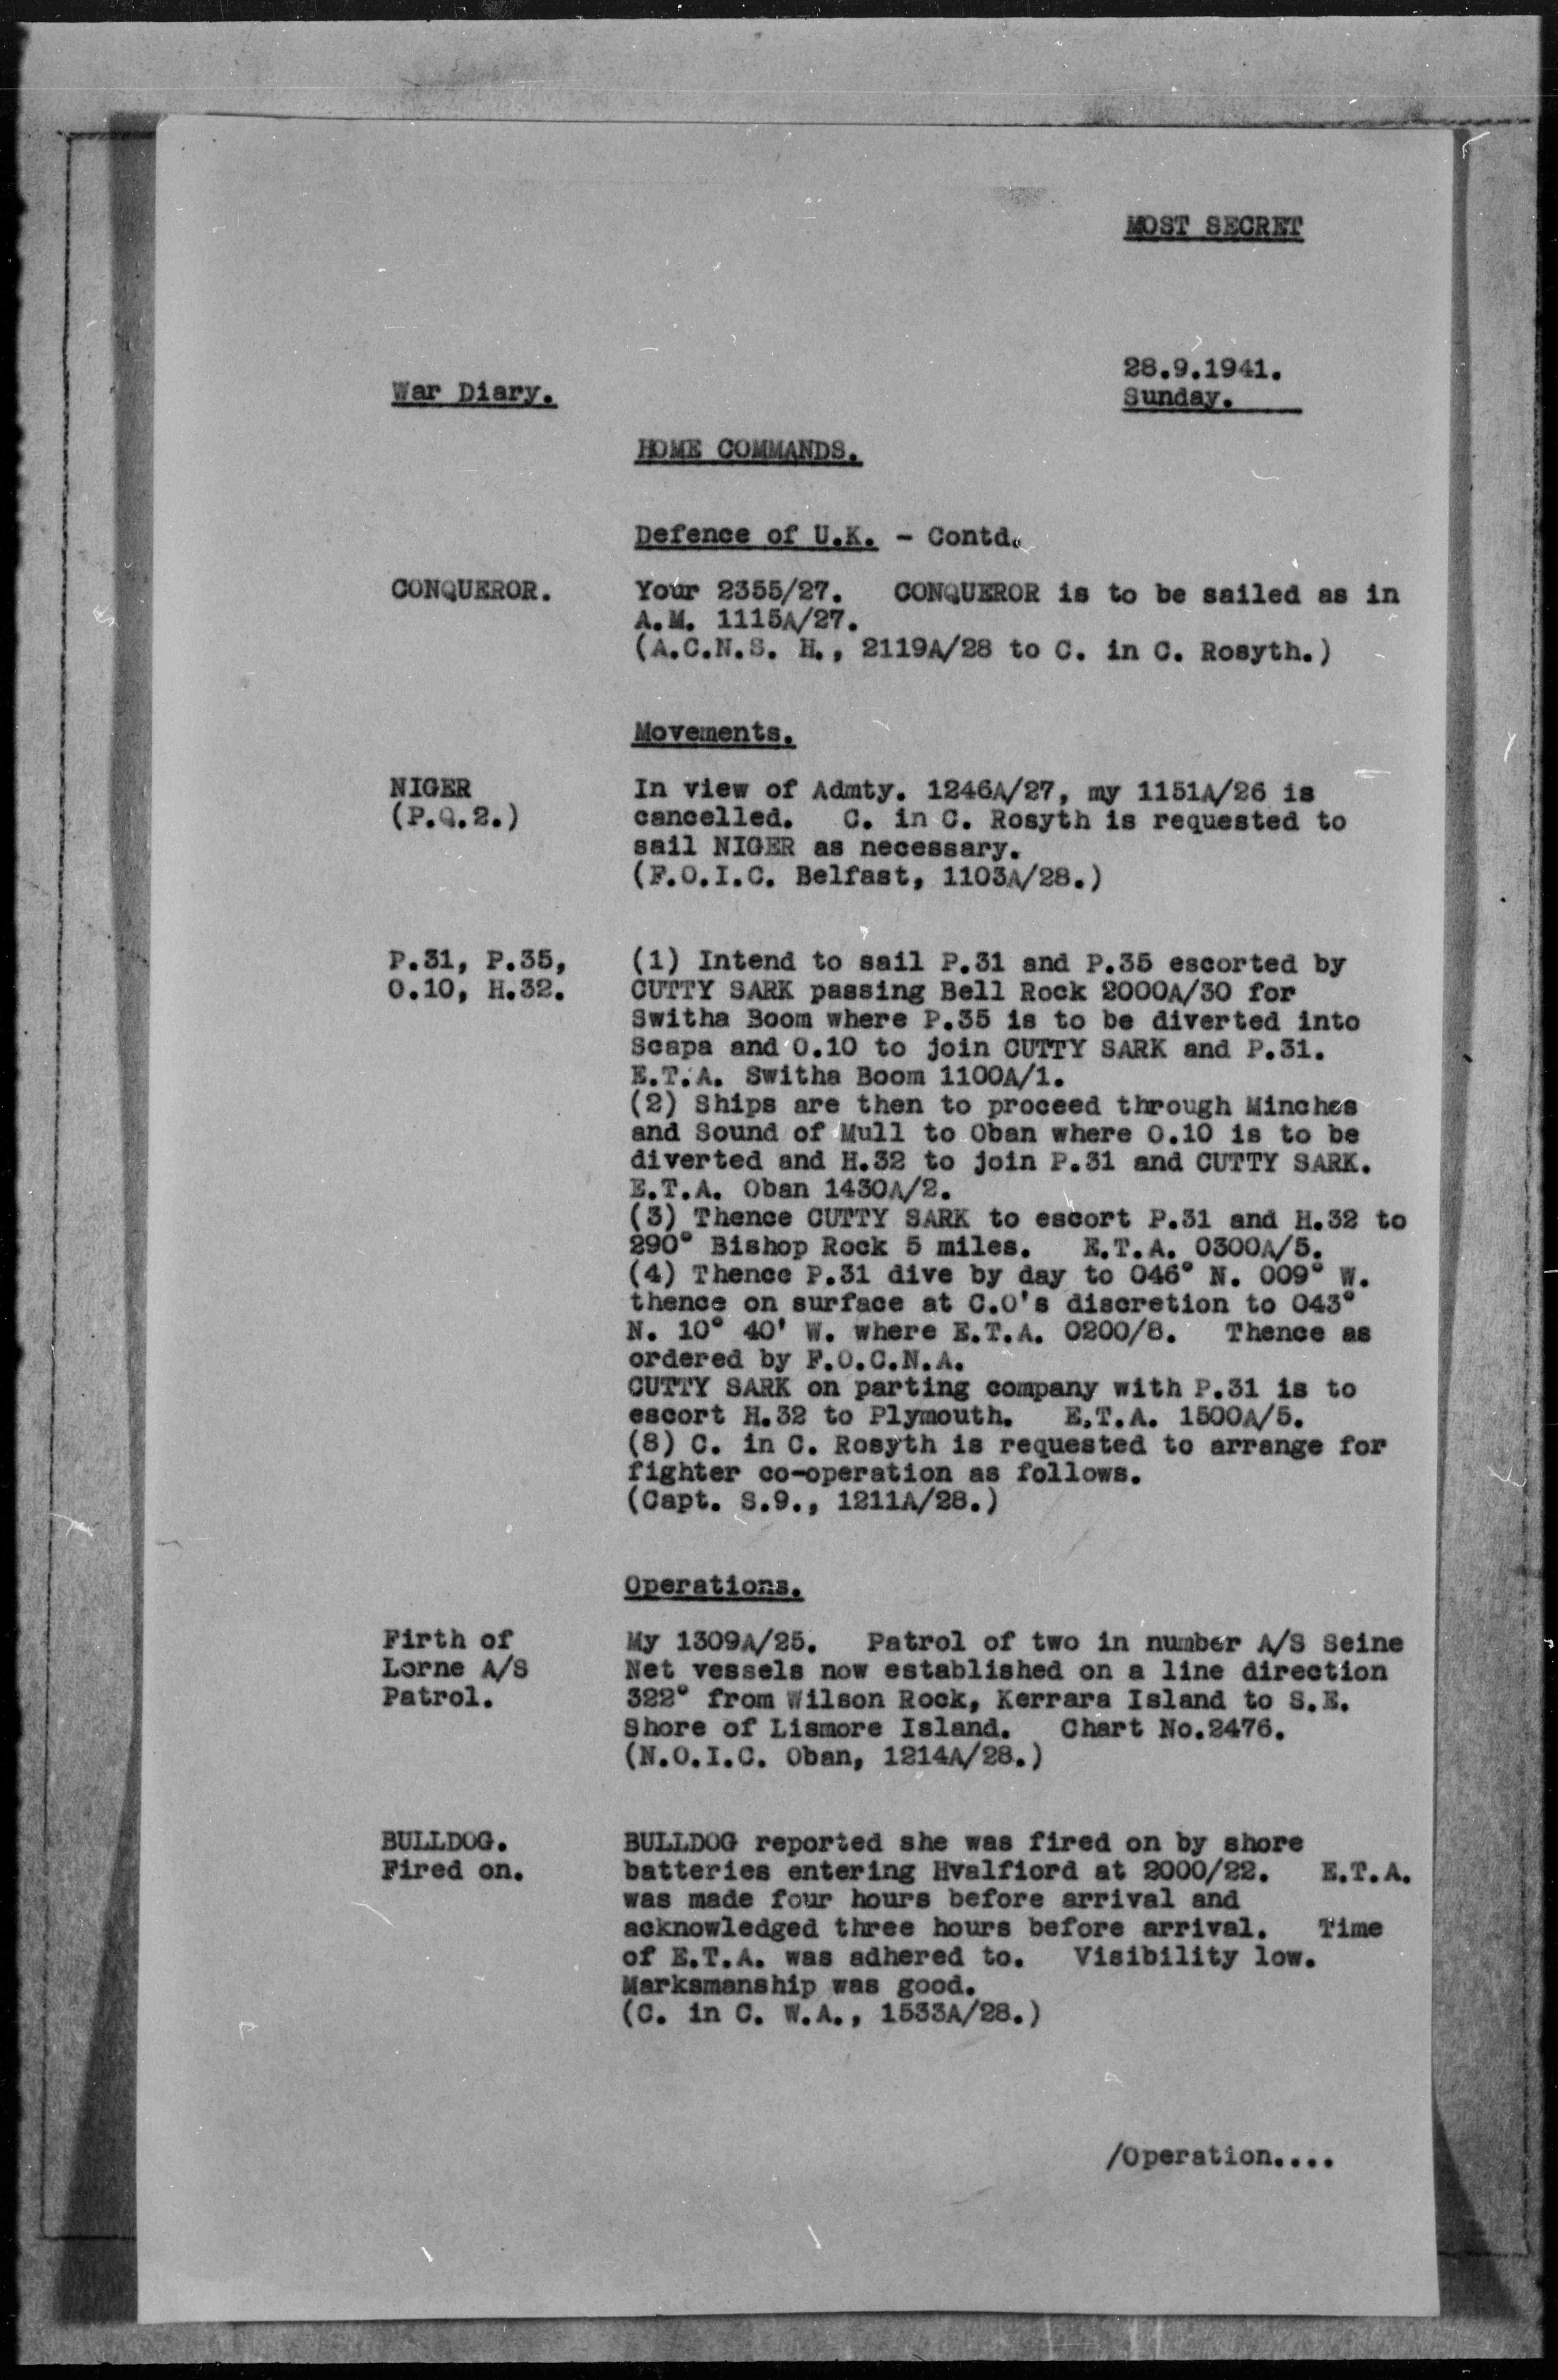 MOST SECRET
28.9.1941.
War Diary.
Sunday.
HOME COMMANDS.
Defence of U.K. - Contd.
CONQUEROR. Your 2355/27. CONQUEROR is to be sailed as in
A.M. 1115A/27.
(A.C.N.S. H., 2119A/28 to C. in C. Rosyth.)
Movements.
NIGER In view of Admty. 1246A/27, my 1151A/26 is
(P.Q.2.) cancelled. C. in C. Rosyth is requested to
sail NIGER as necessary.
(F.O.I.C. Belfast, 1103A/28.)
P.31, P.35, (1) Intend to sail P.31 and P.35 escorted by
O.10, H.32. CUTTY SARK passing Bell Rock 2000A/30 for
Switha Boom where P.35 is to be diverted into
Scapa and O.10 to join CUTTY SARK and P.31.
E.T.A. Switha Boom 1100A/1.
(2) Ships are then to proceed through Minches
and Sound of Mull to Oban where O.10 is to be
diverted and H.32 to join P.31 and CUTTY SARK.
E.T.A. Oban 1430A/2.
(3) Thence CUTTY SARK to escort P.31 and H.32 to
290° Bishop Rock 5 miles. E.T.A. 0300A/5.
(4) Thence P.31 dive by day to 046° N. 009° W.
thence on surface at C.O's discretion to 043°
N. 10° 40' W. where E.T.A. 0200/8. Thence as
ordered by F.O.C.N.A.
CUTTY SARK on parting company with P.31 is to
escort H.32 to Plymouth. E.T.A. 1500A/5.
(8) C. in C. Rosyth is requested to arrange for
fighter co-operation as follows.
(Capt. S.9., 1211A/28.)
Operations.
Firth of My 1309A/25. Patrol of two in number A/S Seine
Lorne A/S Net vessels now established on a line direction
Patrol. 322° from Wilson Rock, Kerrara Island to S.E.
Shore of Lismore Island. Chart No.2476.
(N.O.I.C. Oban, 1214A/28.)
BULLDOG. BULLDOG reported she was fired on by shore
Fired on. batteries entering Hvalfiord at 2000/22. E.T.A.
was made four hours before arrival and
acknowledged three hours before arrival. Time
of E.T.A. was adhered to. Visibility low.
Marksmanship was good.
(C. in C. W.A., 1533A/28.)
/Operation....